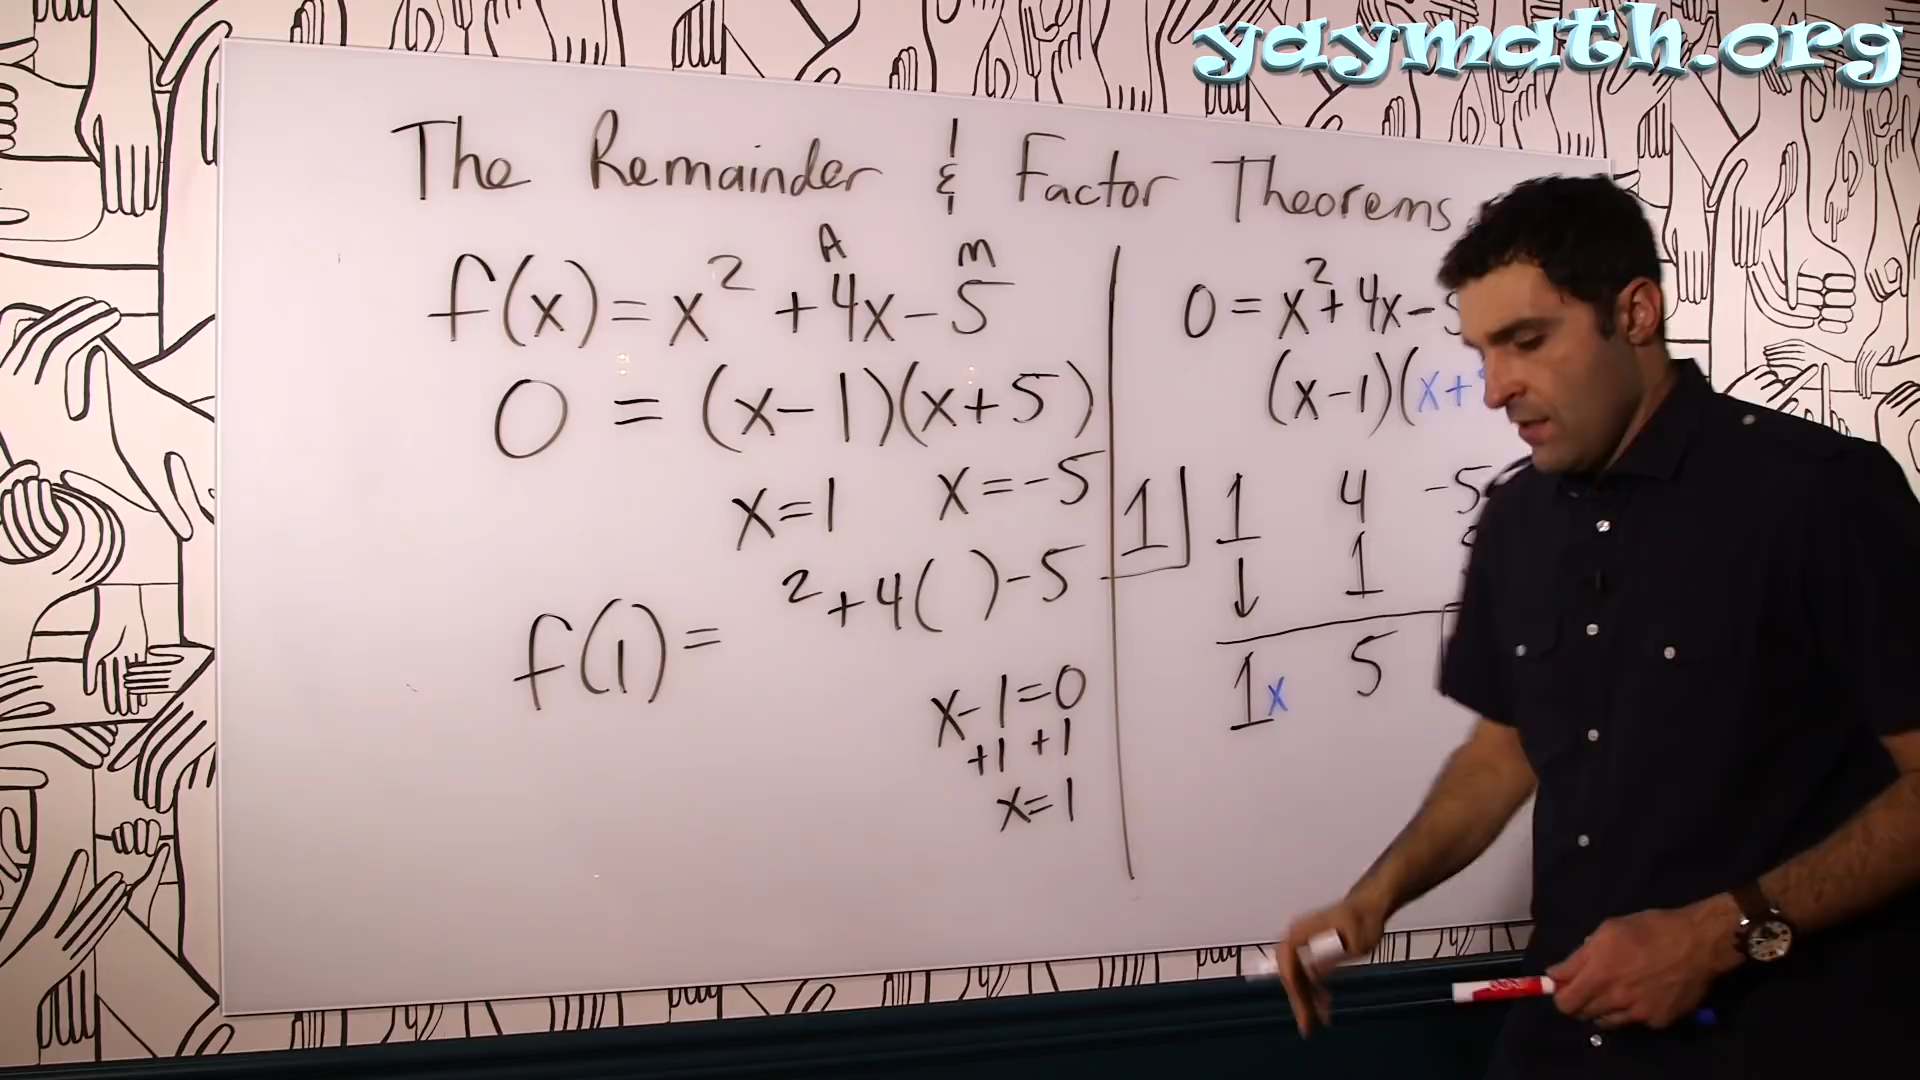 yaymath.org
The Remainder & Factor Theorems
A M
f(x) = x² + 4x - 5
0 = (x - 1)(x + 5)
x = 1 x = -5
f(1) = ² + 4( ) - 5
x - 1 = 0
+1 +1
x = 1
0 = x² + 4x -
(x - 1)(x +
1 1 4 -5
↓ 1
1x 5